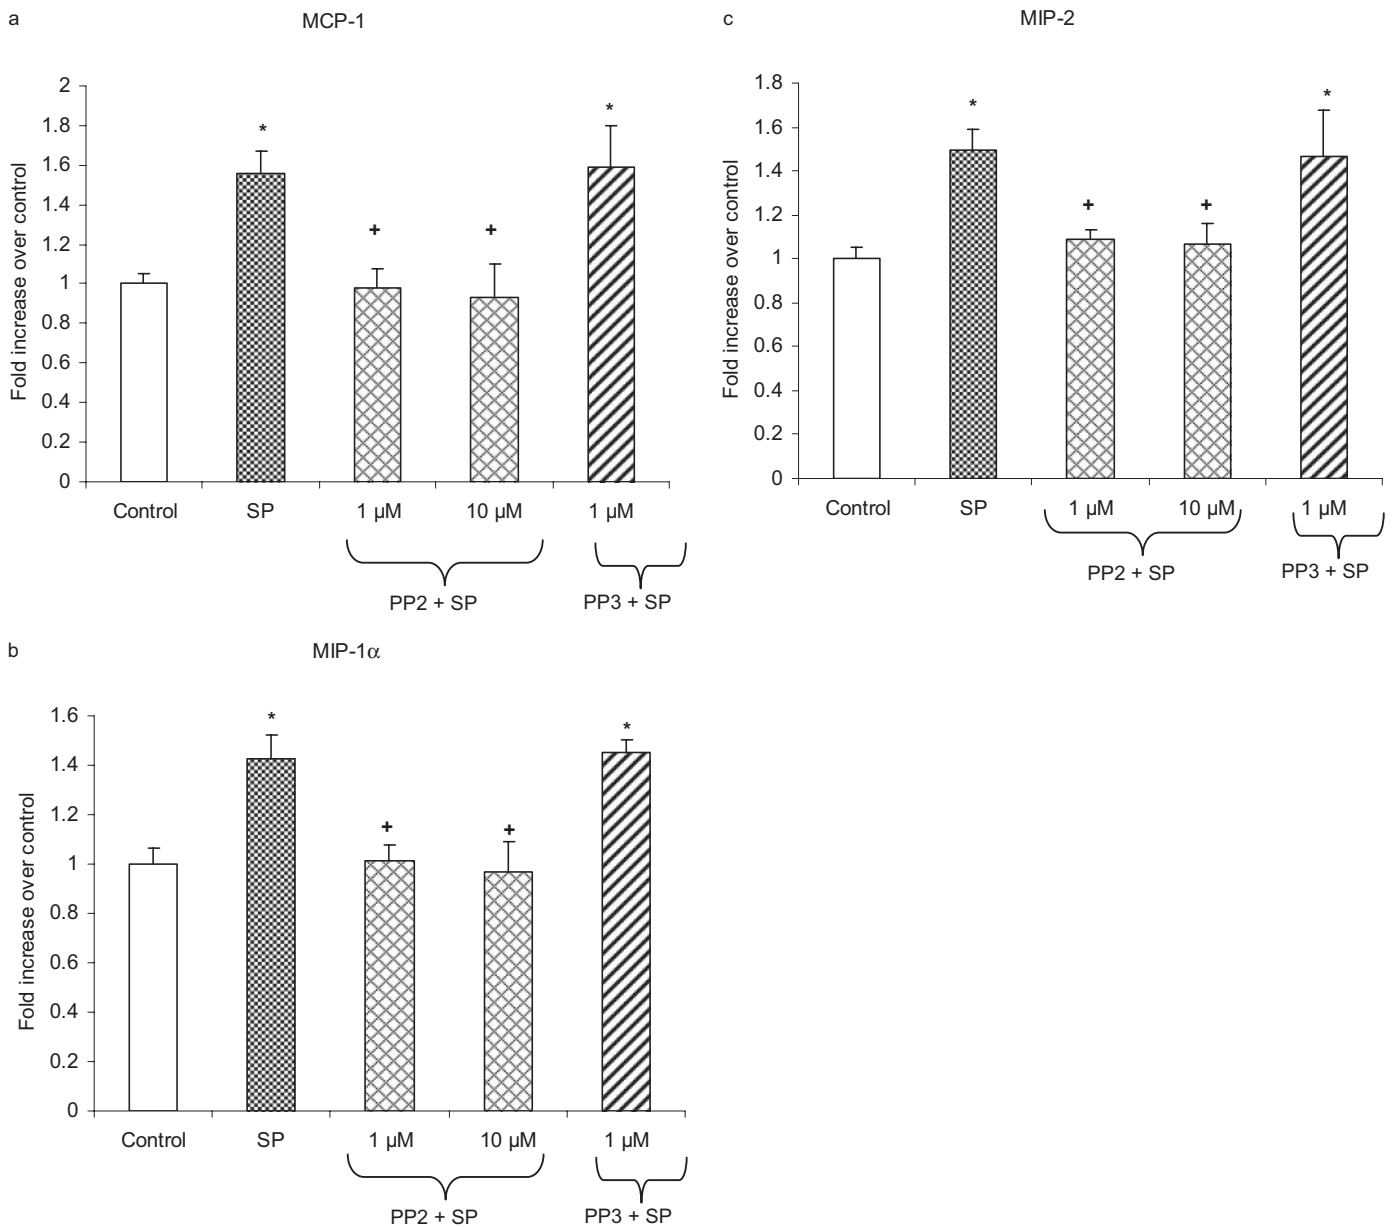 a
MCP-1
2
1.8
1.6
1.4
1.2
1
0.8
0.6
0.4
0.2
0
Fold increase over control
*
+
+
*
Control SP 1 µM 10 µM 1 µM
PP2 + SP PP3 + SP
c
MIP-2
1.8
1.6
1.4
1.2
1
0.8
0.6
0.4
0.2
0
Fold increase over control
*
+
+
*
Control SP 1 µM 10 µM 1 µM
PP2 + SP PP3 + SP
b
MIP-1α
1.6
1.4
1.2
1
0.8
0.6
0.4
0.2
0
Fold increase over control
*
+
+
*
Control SP 1 µM 10 µM 1 µM
PP2 + SP PP3 + SP